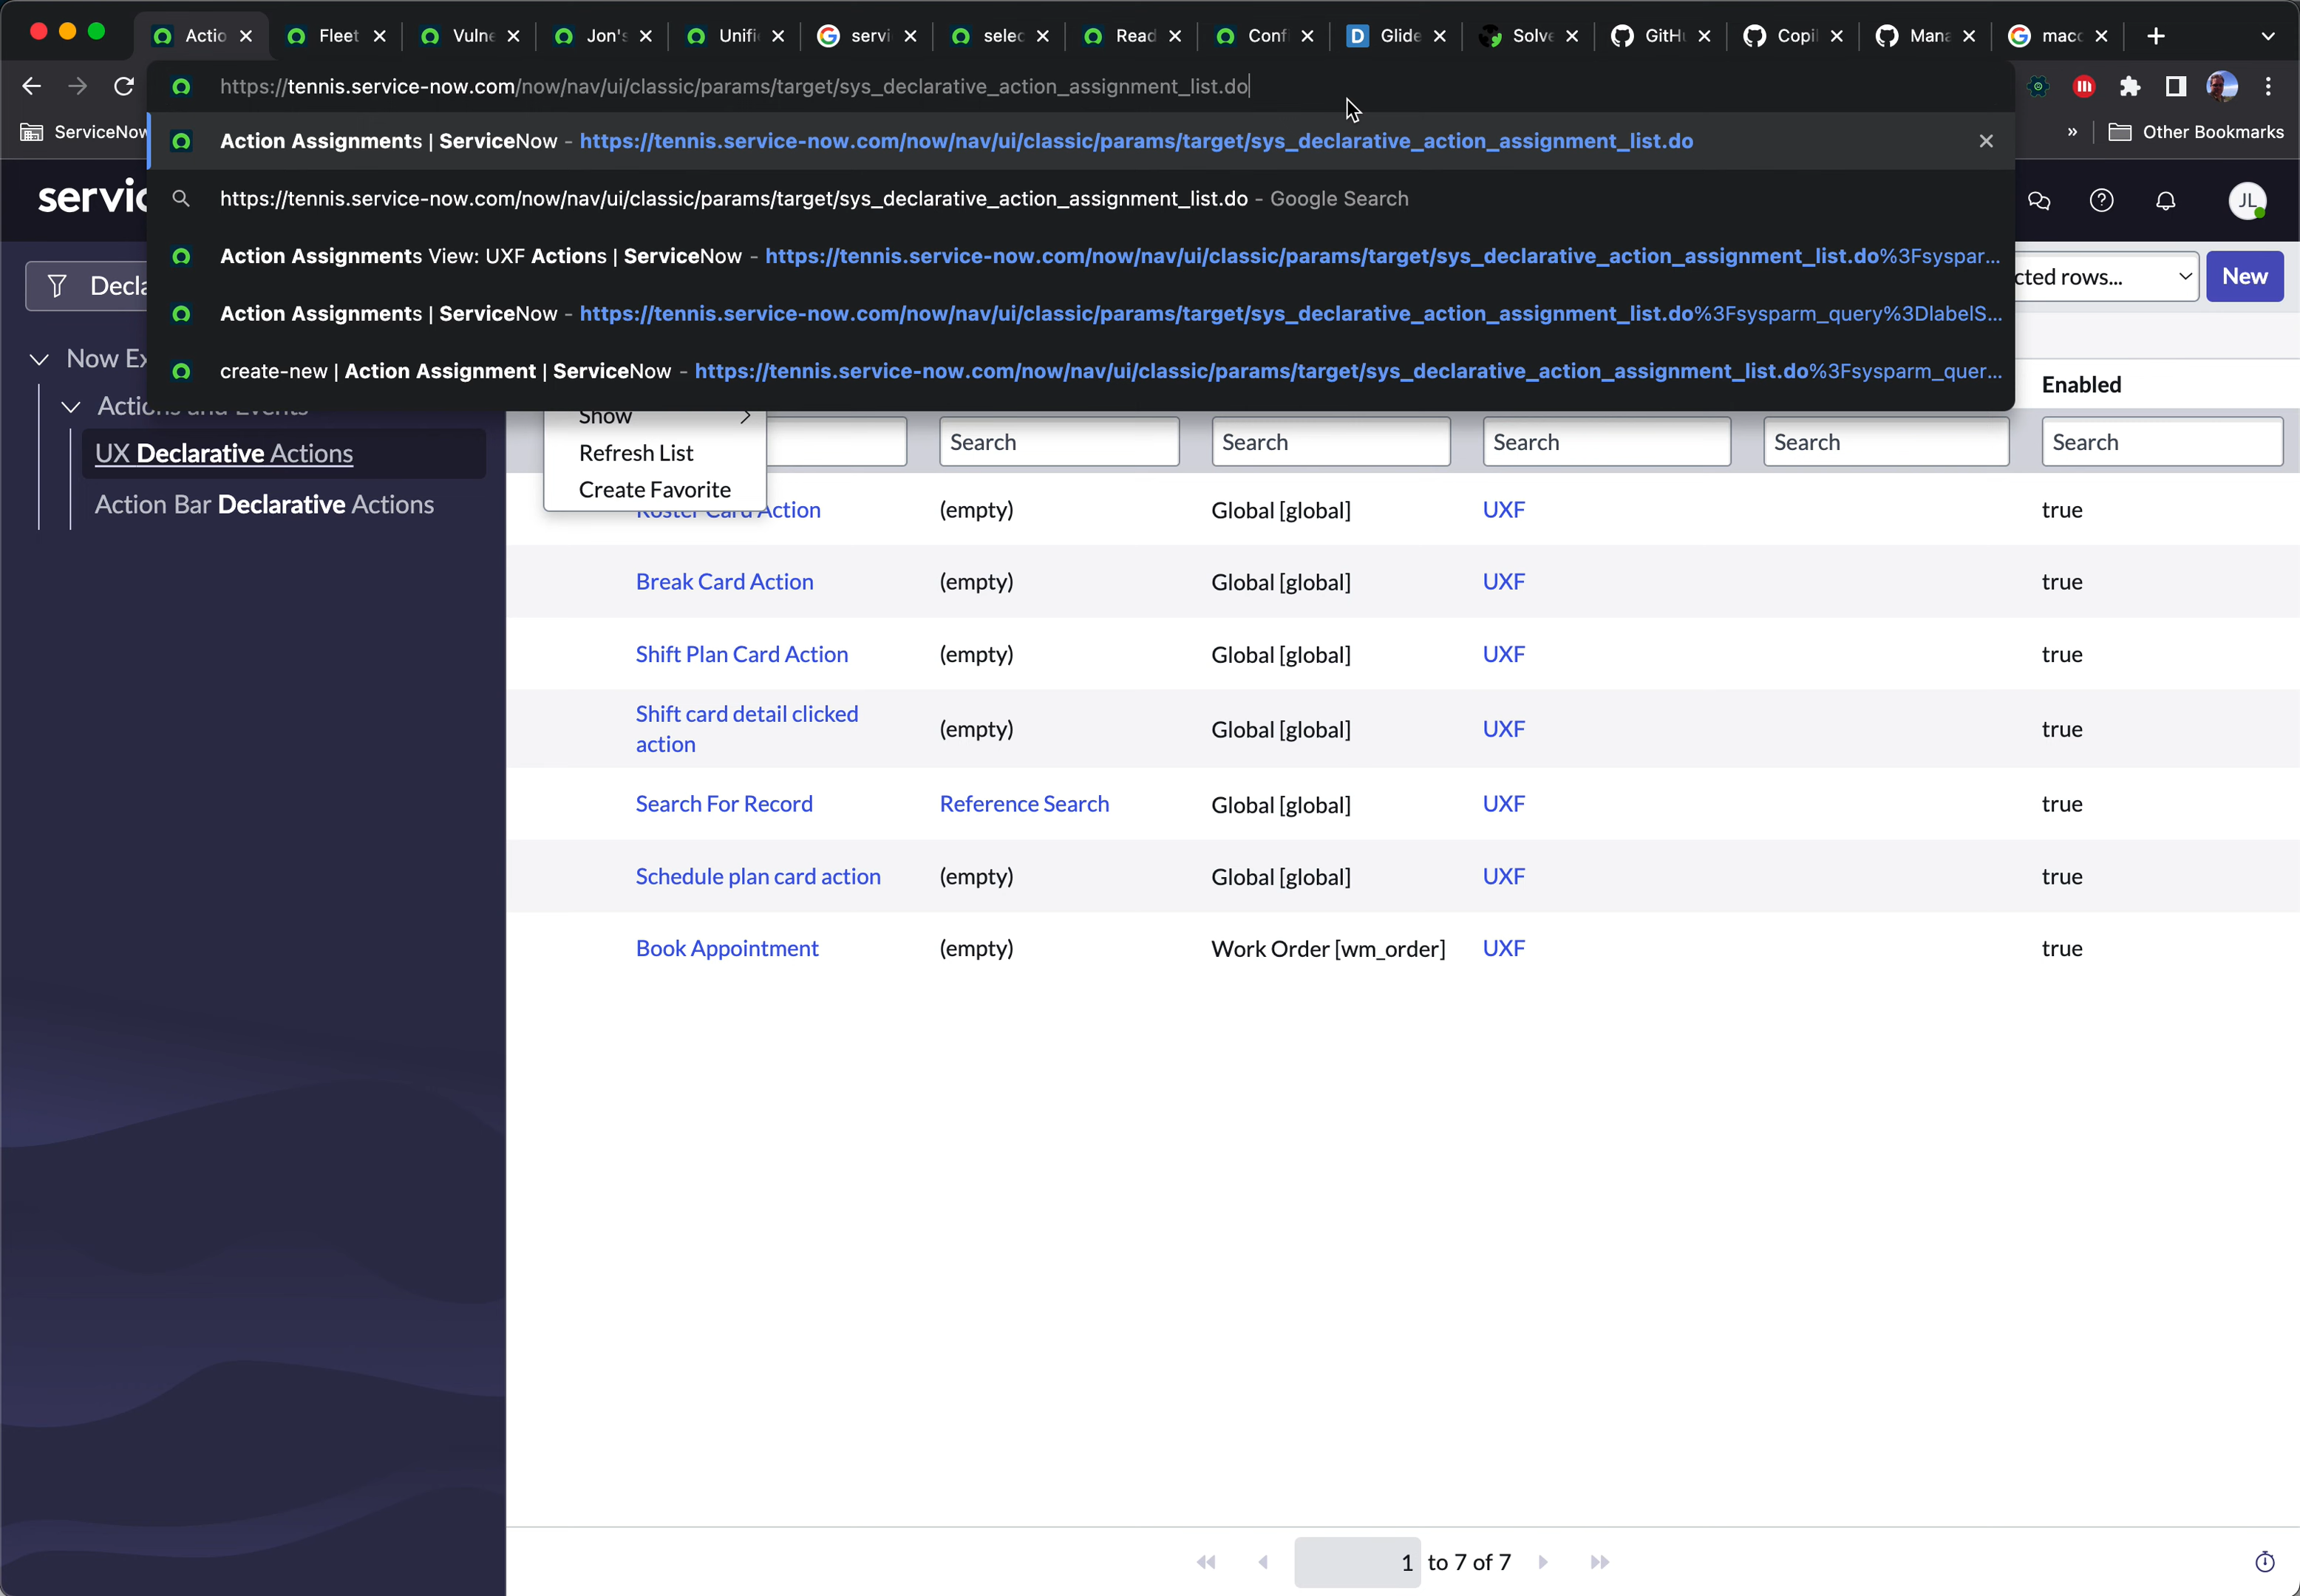 Actio Fleet Vulne Jon's Unifi servi selec Read Conf Glide Solve GitHu Copil Mana macc
https://tennis.service-now.com/now/nav/ui/classic/params/target/sys_declarative_action_assignment_list.do
ServiceNow
Action Assignments | ServiceNow - https://tennis.service-now.com/now/nav/ui/classic/params/target/sys_declarative_action_assignment_list.do
» Other Bookmarks
https://tennis.service-now.com/now/nav/ui/classic/params/target/sys_declarative_action_assignment_list.do - Google Search
servic
JL
Action Assignments View: UXF Actions | ServiceNow - https://tennis.service-now.com/now/nav/ui/classic/params/target/sys_declarative_action_assignment_list.do%3Fsyspar...
Decla
cted rows...
New
Action Assignments | ServiceNow - https://tennis.service-now.com/now/nav/ui/classic/params/target/sys_declarative_action_assignment_list.do%3Fsysparm_query%3DlabelS...
Now Ex
create-new | Action Assignment | ServiceNow - https://tennis.service-now.com/now/nav/ui/classic/params/target/sys_declarative_action_assignment_list.do%3Fsysparm_quer...
Enabled
Actions and Events
UX Declarative Actions
Action Bar Declarative Actions
Show
Refresh List
Create Favorite
Search Search Search Search Search
Roster Card Action (empty) Global [global] UXF true
Break Card Action (empty) Global [global] UXF true
Shift Plan Card Action (empty) Global [global] UXF true
Shift card detail clicked
action (empty) Global [global] UXF true
Search For Record Reference Search Global [global] UXF true
Schedule plan card action (empty) Global [global] UXF true
Book Appointment (empty) Work Order [wm_order] UXF true
1 to 7 of 7